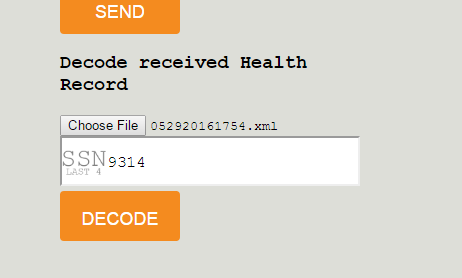 SEND
Decode received Health
Record
Choose File 052920161754.xml
SSN 9314
LAST 4
DECODE